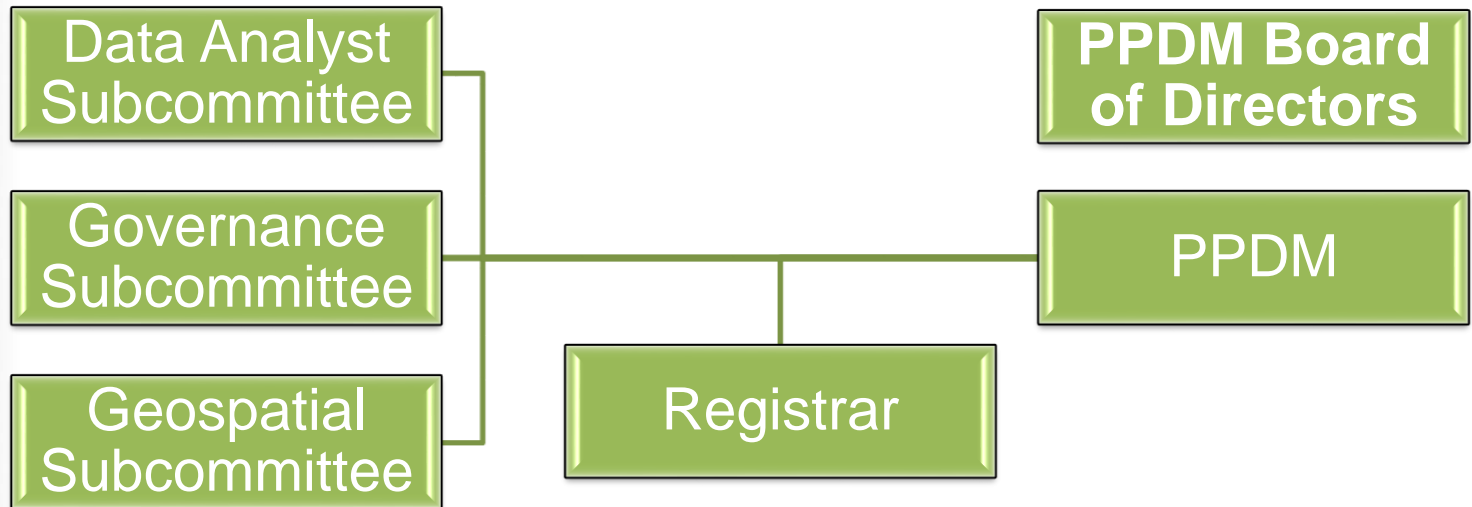 Data Analyst
Subcommittee
PPDM Board
of Directors
Governance
Subcommittee
PPDM
Geospatial
Subcommittee
Registrar